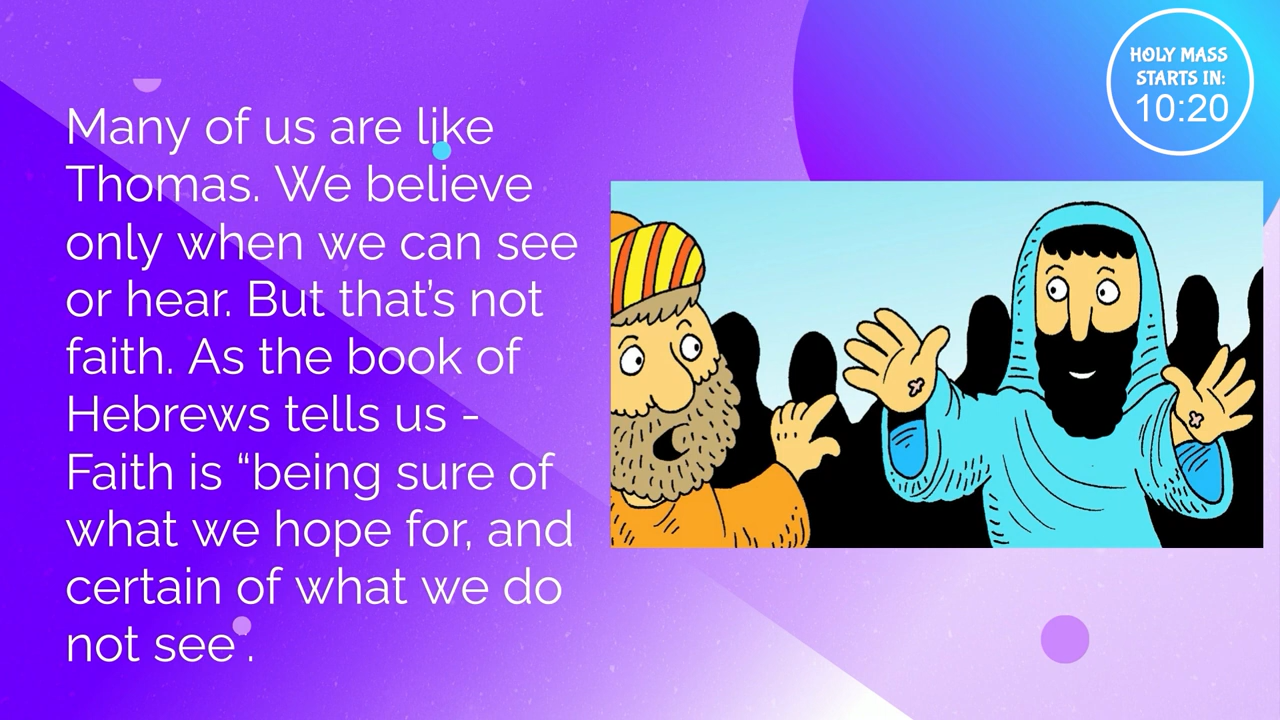 Many of us are like
Thomas. We believe
only when we can see
or hear. But that’s not
faith. As the book of
Hebrews tells us -
Faith is “being sure of
what we hope for, and
certain of what we do
not see”.
HOLY MASS
STARTS IN:
10:20